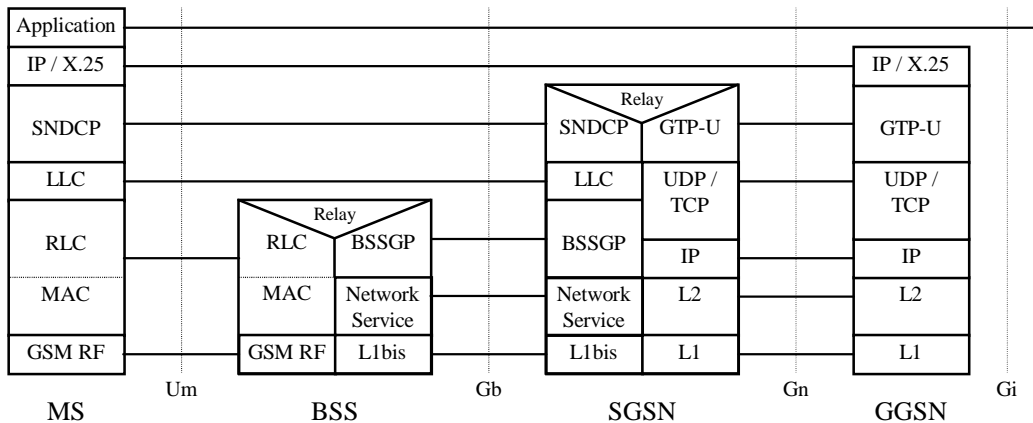 Application
IP / X.25
IP / X.25
Relay
SNDCP
SNDCP
GTP-U
GTP-U
LLC
LLC
UDP /
TCP
UDP /
TCP
Relay
RLC
RLC
BSSGP
BSSGP
IP
IP
MAC
MAC
Network
Service
Network
Service
L2
L2
GSM RF
GSM RF
L1bis
L1bis
L1
L1
Um
Gb
Gn
Gi
MS
BSS
SGSN
GGSN